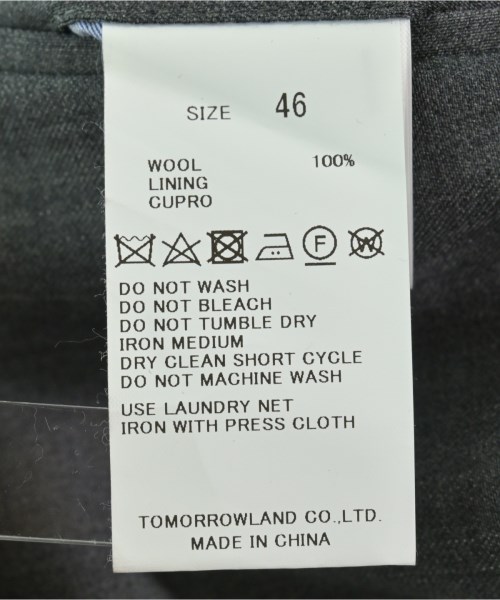 SIZE 46
WOOL 100%
LINING
CUPRO
F W
DO NOT WASH
DO NOT BLEACH
DO NOT TUMBLE DRY
IRON MEDIUM
DRY CLEAN SHORT CYCLE
DO NOT MACHINE WASH
USE LAUNDRY NET
IRON WITH PRESS CLOTH
TOMORROWLAND CO.,LTD.
MADE IN CHINA